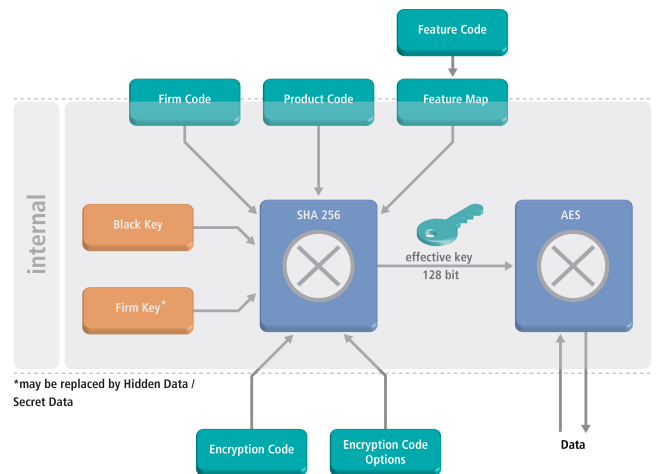 Feature Code
Firm Code
Product Code
Feature Map
internal
SHA 256
AES
Black Key
effective key
128 bit
Firm Key*
*may be replaced by Hidden Data /
Secret Data
Data
Encryption Code
Encryption Code
Options